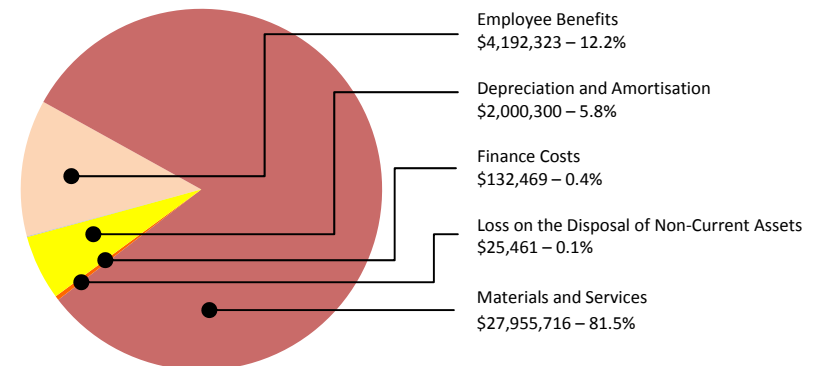 Employee Benefits
$4,192,323 – 12.2%
Depreciation and Amortisation
$2,000,300 – 5.8%
Finance Costs
$132,469 – 0.4%
Loss on the Disposal of Non-Current Assets
$25,461 – 0.1%
Materials and Services
$27,955,716 – 81.5%